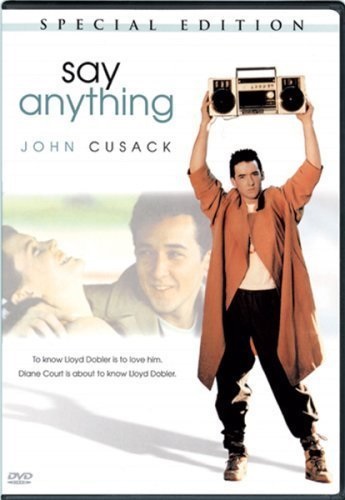 SPECIAL EDITION
say
anything
JOHN CUSACK
To know Lloyd Dobler is to love him.
Diane Court is about to know Lloyd Dobler.
DVD